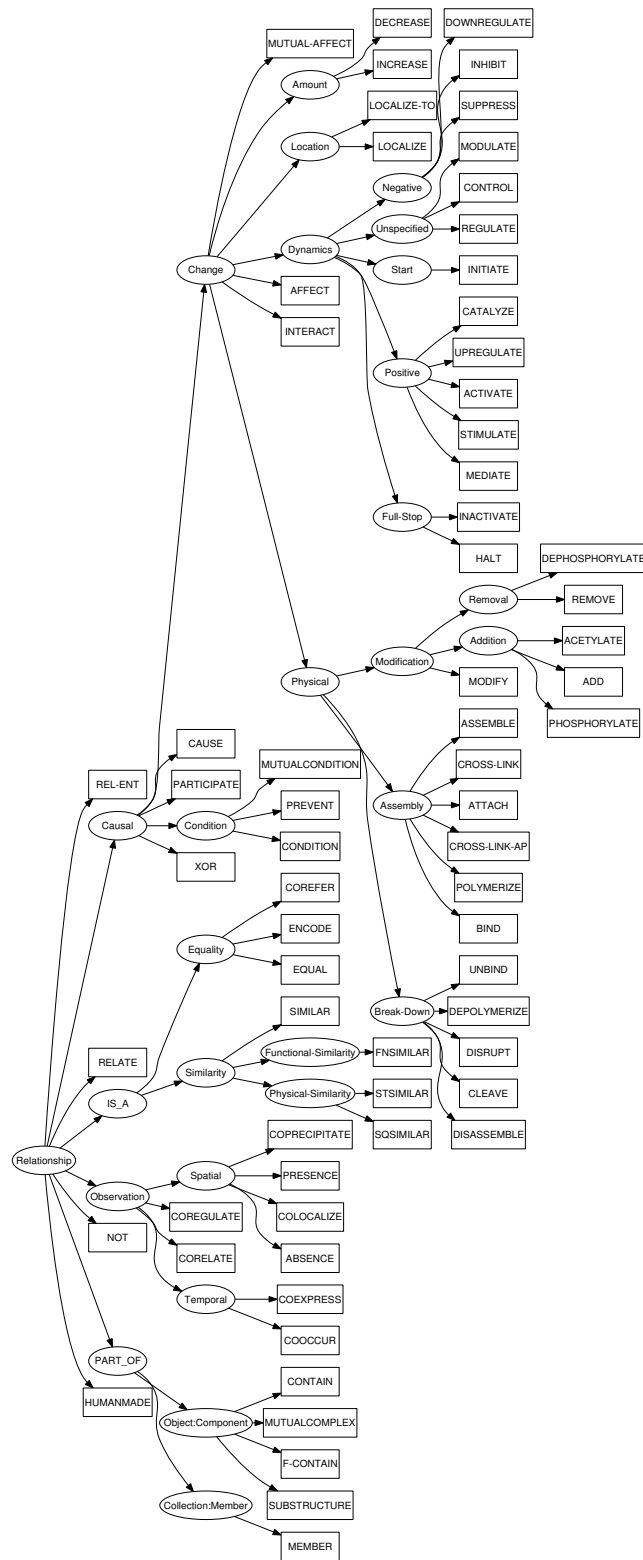 DECREASE
DOWNREGULATE
MUTUAL-AFFECT
INCREASE
INHIBIT
Amount
LOCALIZE-TO
SUPPRESS
Location
LOCALIZE
MODULATE
Negative
CONTROL
Unspecified
REGULATE
Dynamics
Change
Start
INITIATE
AFFECT
CATALYZE
INTERACT
UPREGULATE
Positive
ACTIVATE
STIMULATE
MEDIATE
Full-Stop
INACTIVATE
HALT
DEPHOSPHORYLATE
Removal
REMOVE
Addition
ACETYLATE
Modification
Physical
MODIFY
ADD
PHOSPHORYLATE
ASSEMBLE
CAUSE
MUTUALCONDITION
CROSS-LINK
REL-ENT
PARTICIPATE
PREVENT
Assembly
ATTACH
Causal
Condition
CONDITION
CROSS-LINK-AP
XOR
POLYMERIZE
COREFER
BIND
ENCODE
Equality
EQUAL
UNBIND
SIMILAR
Break-Down
DEPOLYMERIZE
Functional-Similarity
FNSIMILAR
DISRUPT
RELATE
Similarity
IS_A
Physical-Similarity
STSIMILAR
CLEAVE
SQSIMILAR
DISASSEMBLE
COPRECIPITATE
Relationship
Spatial
PRESENCE
Observation
COREGULATE
COLOCALIZE
NOT
CORELATE
ABSENCE
Temporal
COEXPRESS
COOCCUR
PART_OF
CONTAIN
HUMANMADE
Object:Component
MUTUALCOMPLEX
F-CONTAIN
Collection:Member
SUBSTRUCTURE
MEMBER